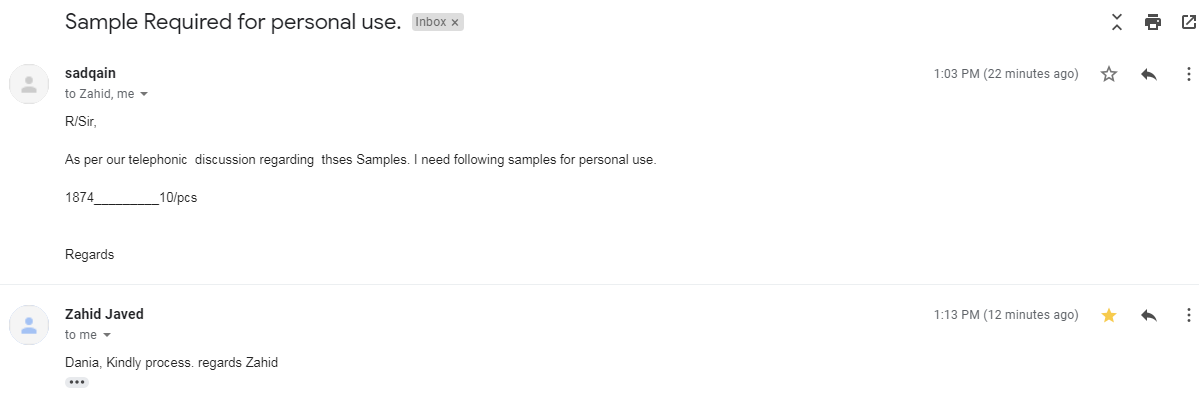 Sample Required for personal use. Inbox ×
sadqain 1:03 PM (22 minutes ago)
to Zahid, me
R/Sir,
As per our telephonic  discussion regarding  thses Samples. I need following samples for personal use.
1874_________10/pcs
Regards
Zahid Javed 1:13 PM (12 minutes ago)
to me
Dania, Kindly process. regards Zahid